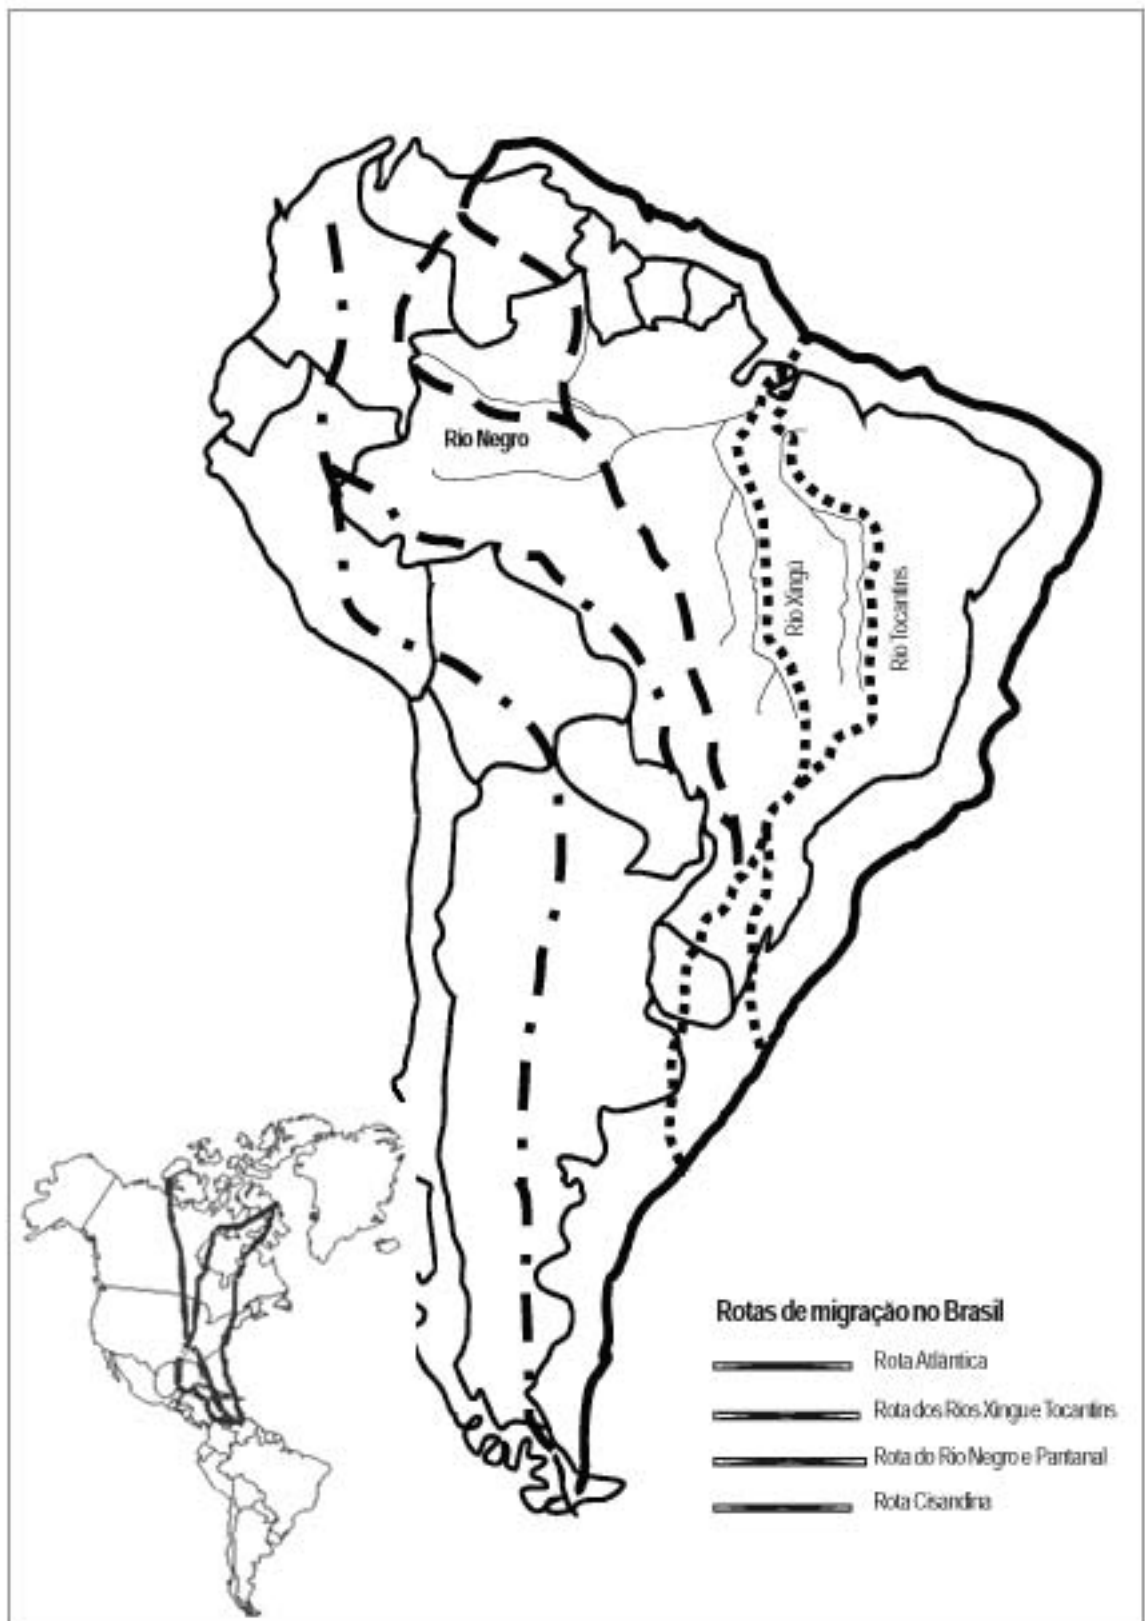 Rio Negro
Rio Xingú
Rio Tocantins
Rotas de migração no Brasil
Rota Atlântica
Rota dos Rios Xingu e Tocantins
Rota do Rio Negro e Pantanal
Rota Cisandina